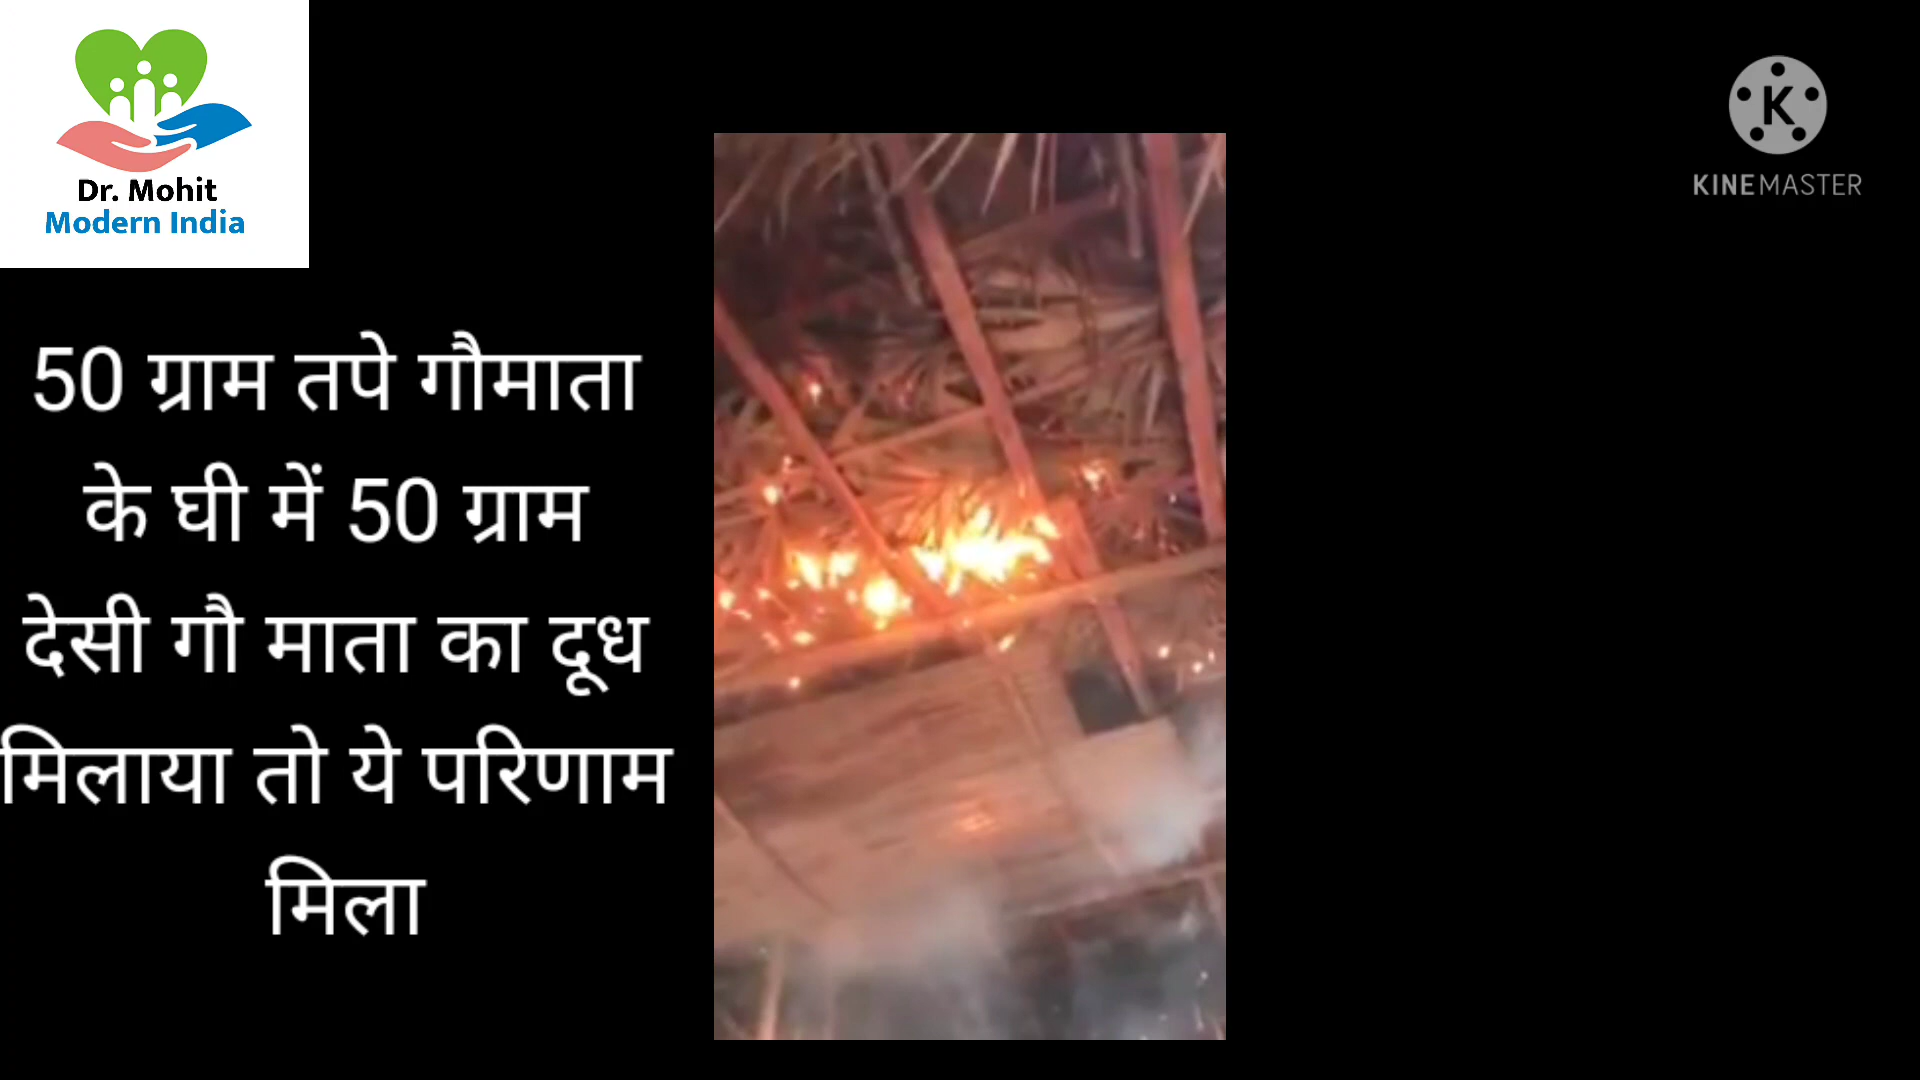 Dr. Mohit
Modern India
KINEMASTER
50 ग्राम तपे गौमाता
के घी में 50 ग्राम
देसी गौ माता का दूध
मिलाया तो ये परिणाम
मिला